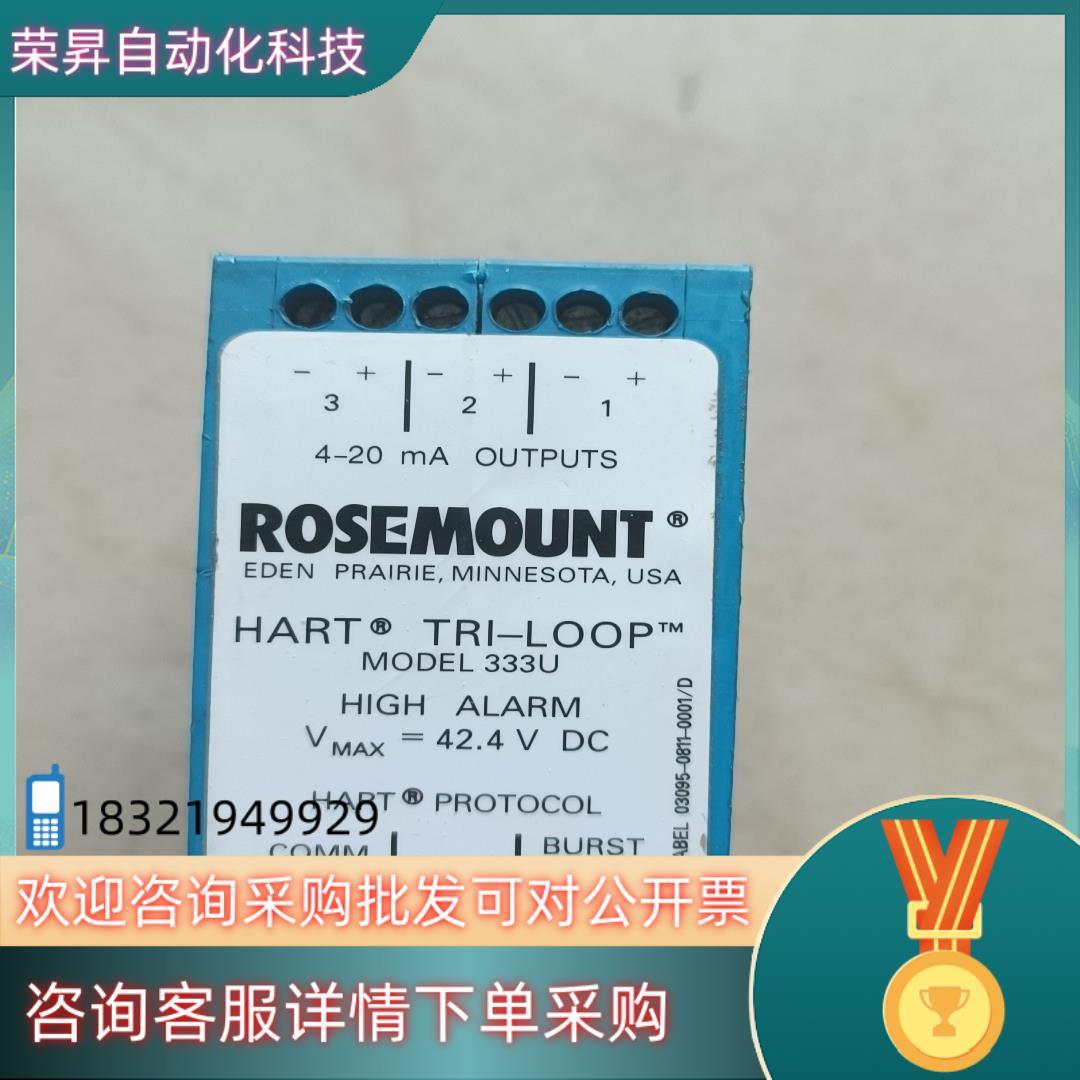 荣昇自动化科技
− + − + − +
3 2 1
4–20 mA OUTPUTS
ROSEMOUNT®
EDEN PRAIRIE, MINNESOTA, USA
HART® TRI–LOOP™
MODEL 333U
HIGH ALARM
VMAX = 42.4 V DC
HART® PROTOCOL
COMM BURST
ABEL 03095-0811-0001/D
18321949929
欢迎咨询采购批发可对公开票
咨询客服详情下单采购